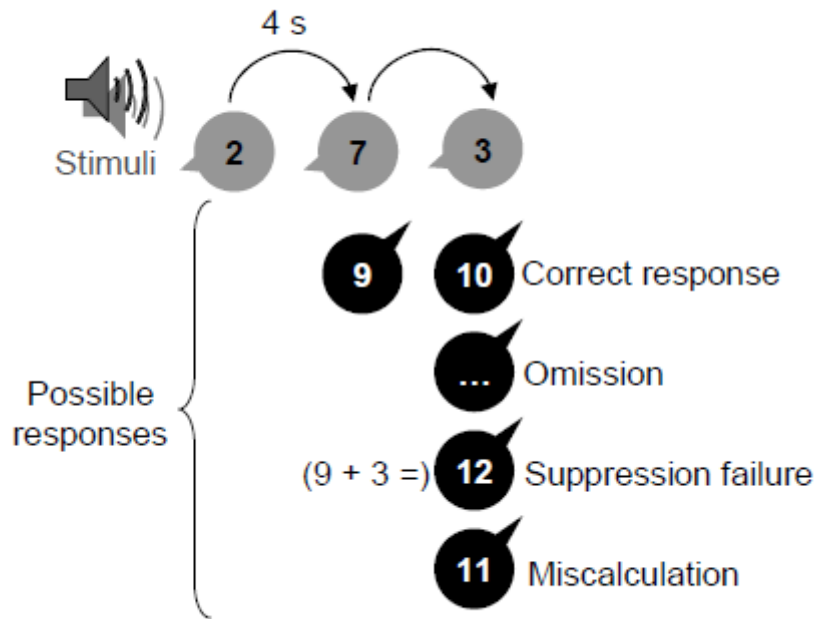 4 s
Stimuli
2
7
3
9
10
Correct response
...
Omission
Possible
responses
(9 + 3 =)
12
Suppression failure
11
Miscalculation